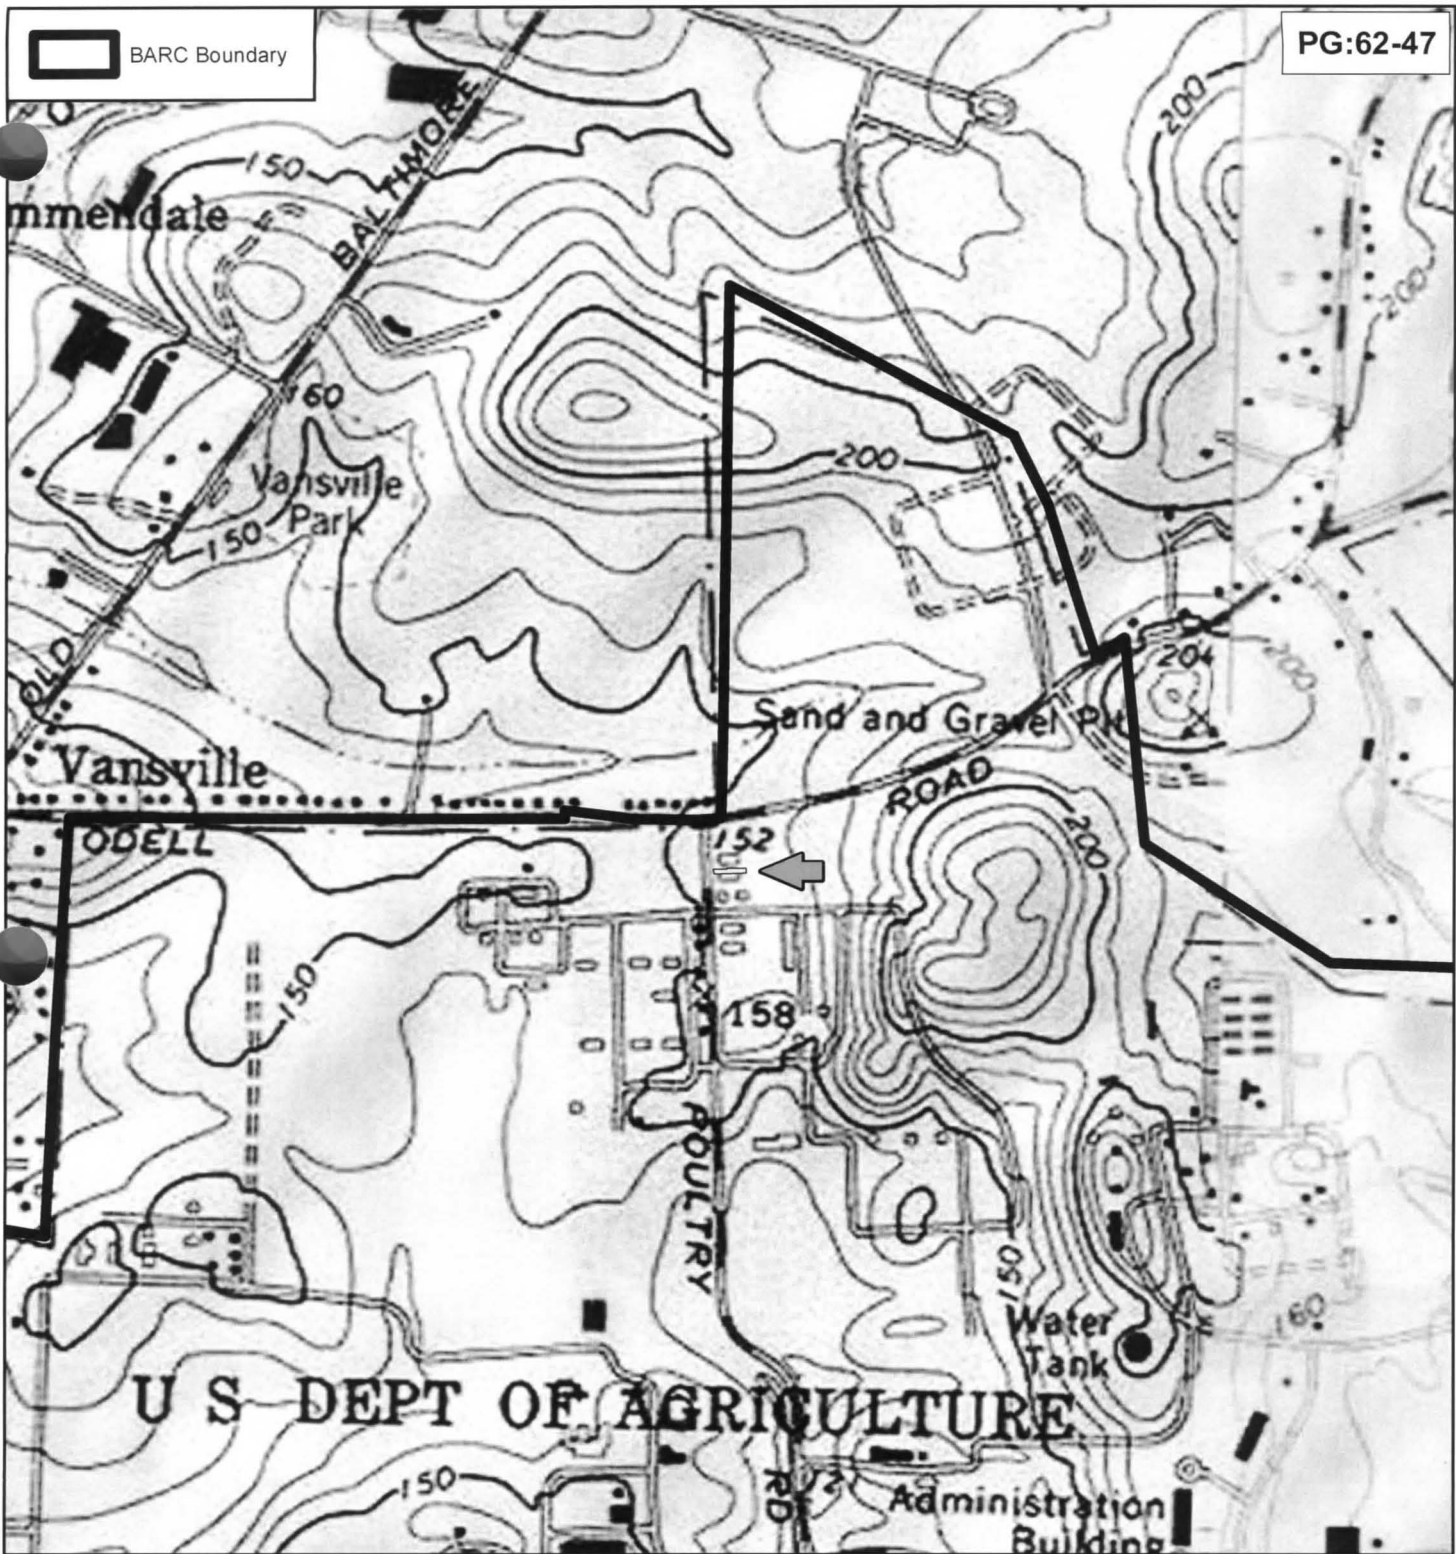 BARC Boundary
PG:62-47
200
150
BALTIMORE
mmendale
200
160
200
Vansville
Park
150
OLD
204
200
Sand and Gravel Pit
Vansville
ROAD
ODELL
152
200
150
158
POULTRY
150
160
Water
Tank
U S DEPT OF AGRICULTURE
150
RD
Administration
Building